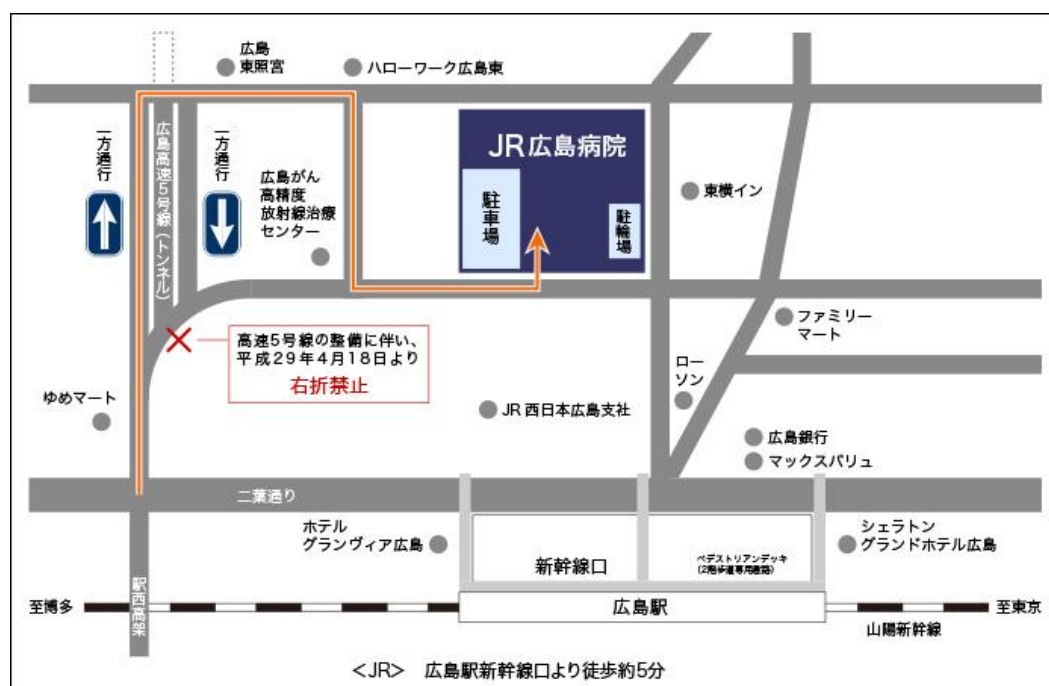 広島
東照宮
ハローワーク広島東
一方通行
広島高速5号線(トンネル)
一方通行
広島がん
高精度
放射線治療
センター
JR広島病院
駐車場
駐輪場
東横イン
高速5号線の整備に伴い、
平成29年4月18日より
右折禁止
ファミリー
マート
ゆめマート
ロー
ソン
JR西日本広島支社
広島銀行
マックスバリュ
二葉通り
ホテル
グランヴィア広島
新幹線口
ペデストリアンデッキ
(2階歩道専用通路)
シェラトン
グランドホテル広島
駅西高架
至博多
広島駅
至東京
山陽新幹線
<JR> 広島駅新幹線口より徒歩約5分